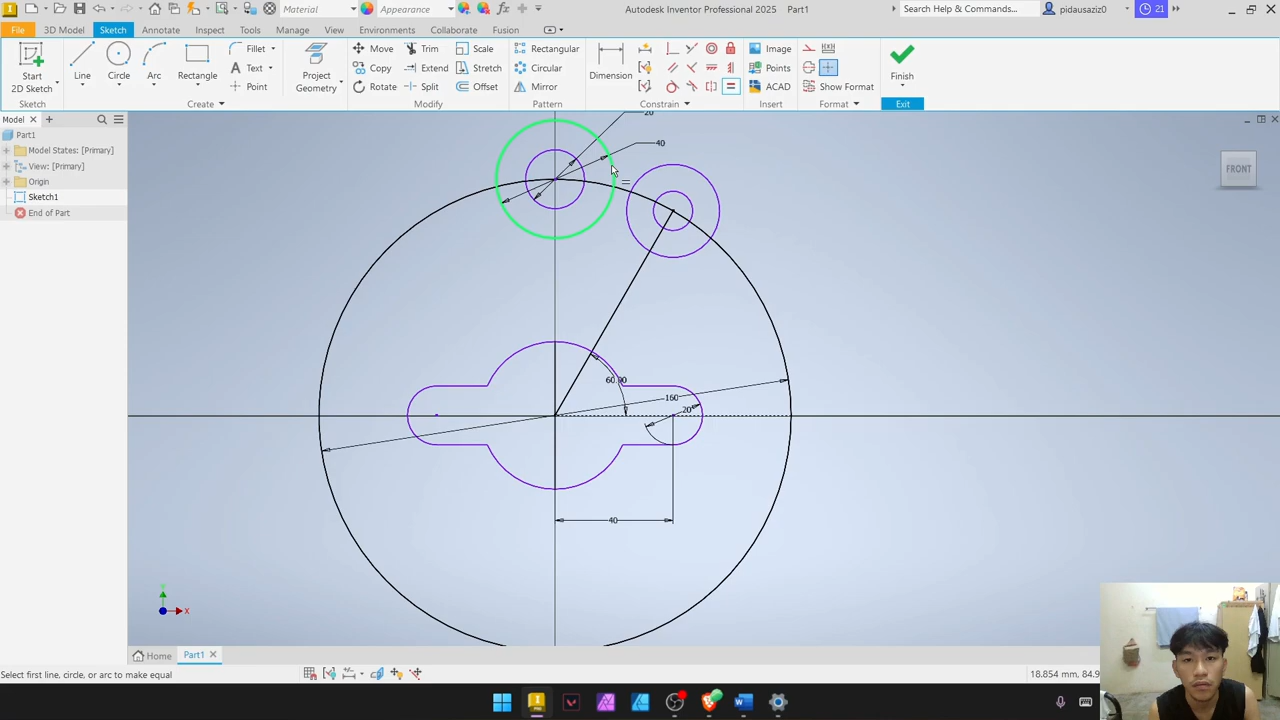 Material
Appearance
Autodesk Inventor Professional 2025 Part1
Search Help & Commands...
pidausaziz0
21
File
3D Model
Sketch
Annotate
Inspect
Tools
Manage
View
Environments
Collaborate
Fusion
Start
2D Sketch
Line
Circle
Arc
Rectangle
Fillet
Text
Point
Project
Geometry
Move
Copy
Rotate
Trim
Extend
Split
Scale
Stretch
Offset
Rectangular
Circular
Mirror
Dimension
Image
Points
ACAD
Show Format
Finish
Sketch
Create
Modify
Pattern
Constrain
Insert
Format
Exit
Model
Part1
Model States: [Primary]
View: [Primary]
Origin
Sketch1
End of Part
FRONT
20
40
60.00
160
20
40
Y
X
Home
Part1
Select first line, circle, or arc to make equal
18.854 mm, 84.9